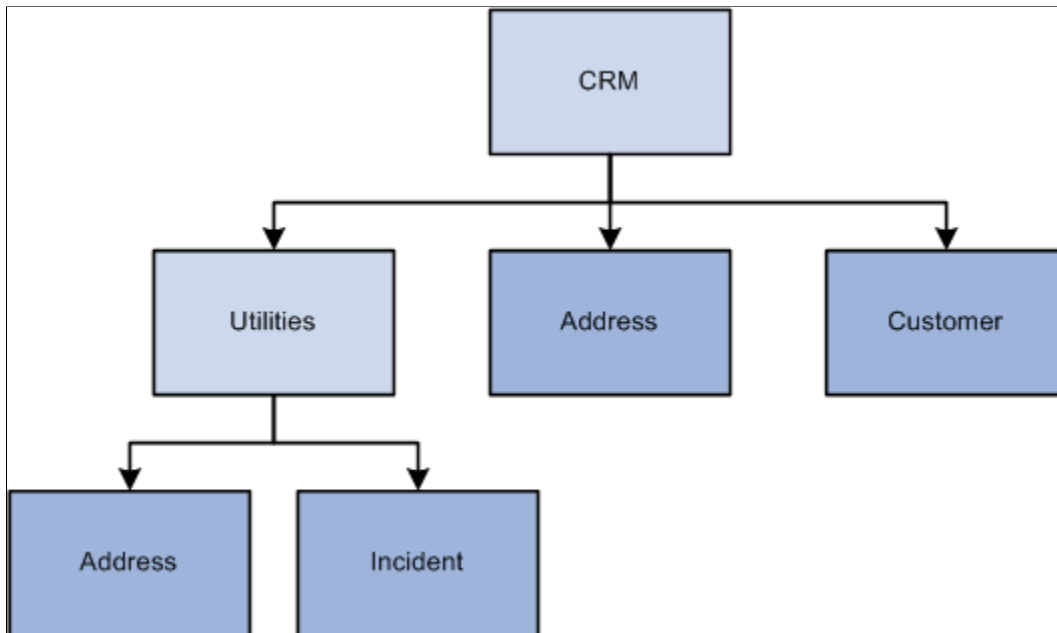 CRM
Utilities
Address
Customer
Address
Incident